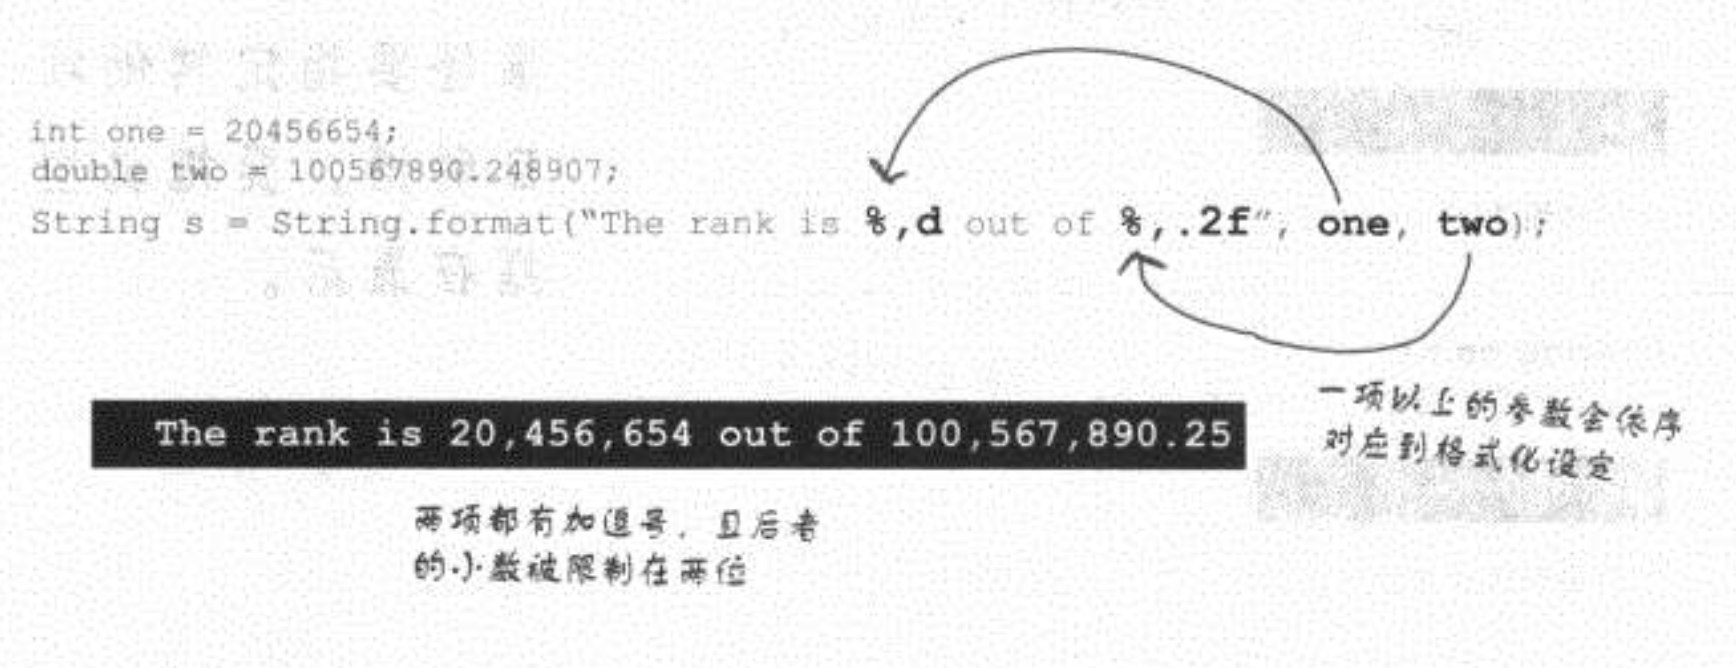 int one = 20456654;
double two = 100567890.248907;
String s = String.format(“The rank is %,d out of %,.2f”, one, two);
The rank is 20,456,654 out of 100,567,890.25
一项以上的参数会依序
对应到格式化设定
两项都有加逗号，且后者
的小数被限制在两位